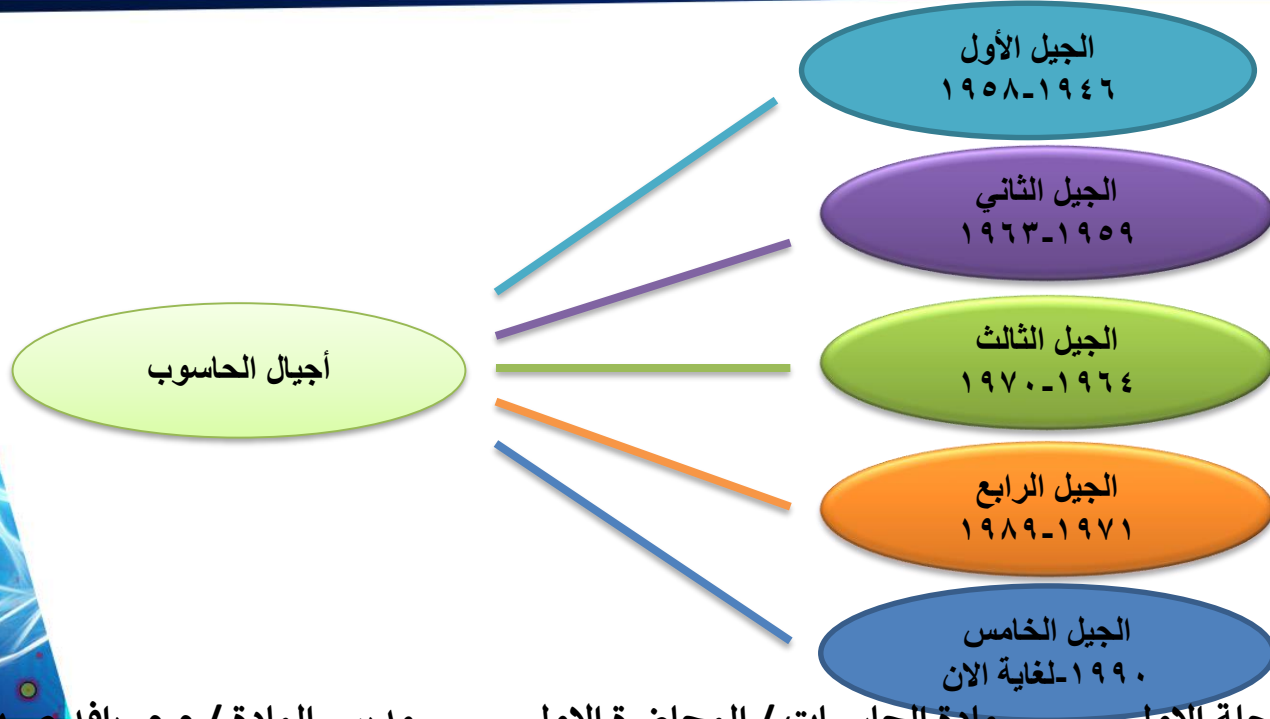 الجيل الأول
١٩٤٦-١٩٥٨
الجيل الثاني
١٩٥٩-١٩٦٣
الجيل الثالث
١٩٦٤-١٩٧٠
أجيال الحاسوب
الجيل الرابع
١٩٧١-١٩٨٩
الجيل الخامس
١٩٩٠-لغاية الان
المادة /